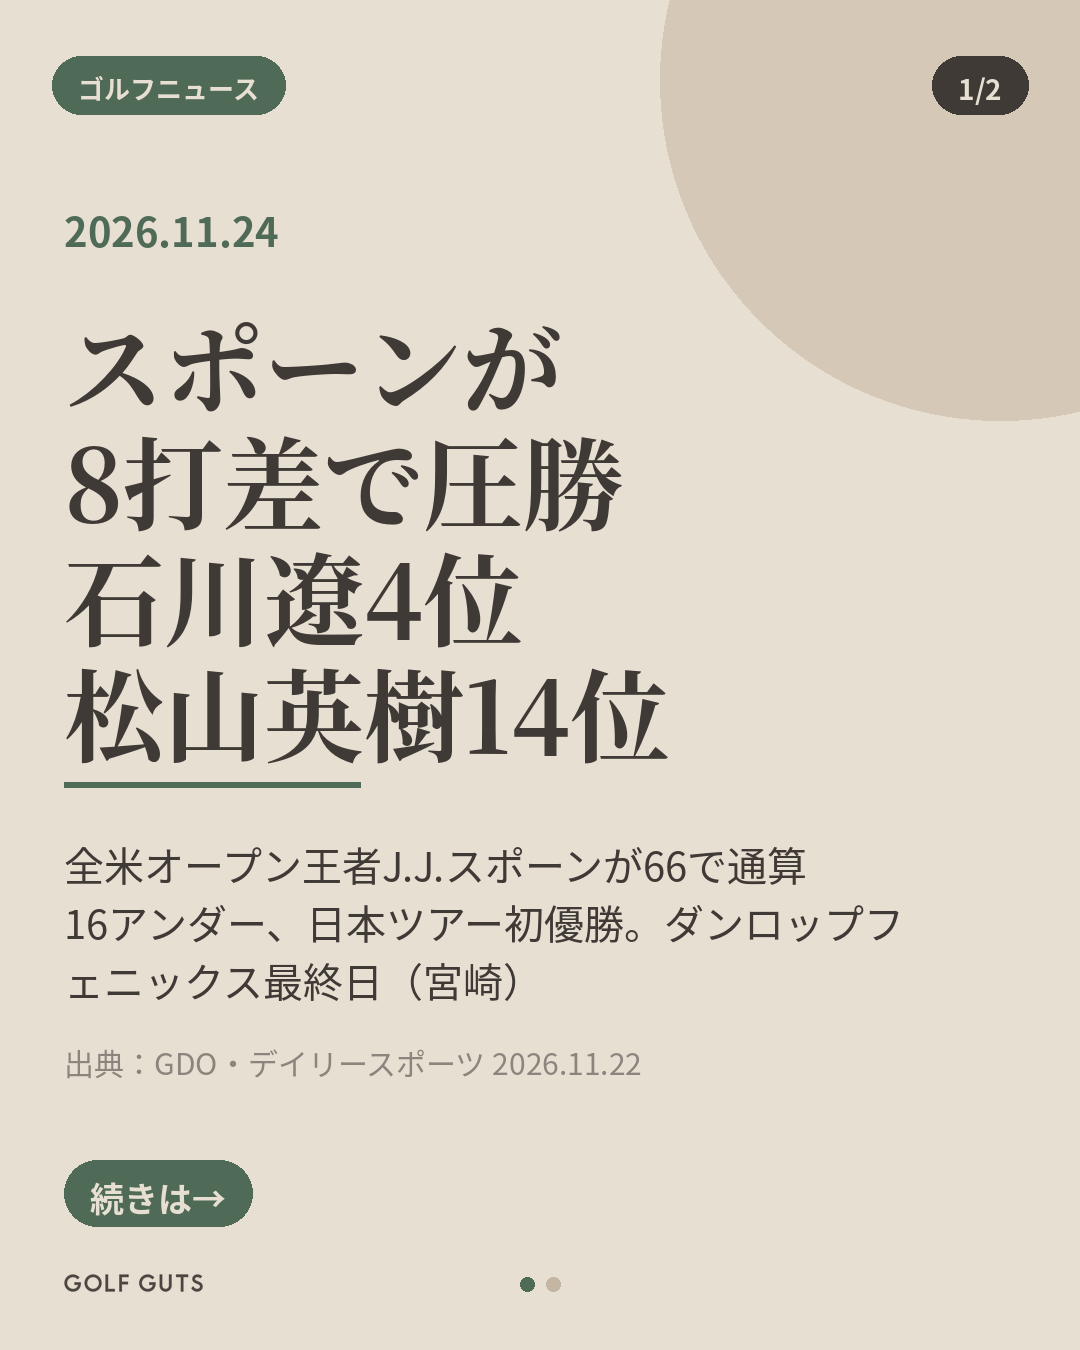 ゴルフニュース
1/2
2026.11.24
スポーンが
8打差で圧勝
石川遼4位
松山英樹14位
全米オープン王者J.J.スポーンが66で通算
16アンダー、日本ツアー初優勝。ダンロップフ
ェニックス最終日（宮崎）
出典：GDO・デイリースポーツ 2026.11.22
続きは→
GOLF GUTS